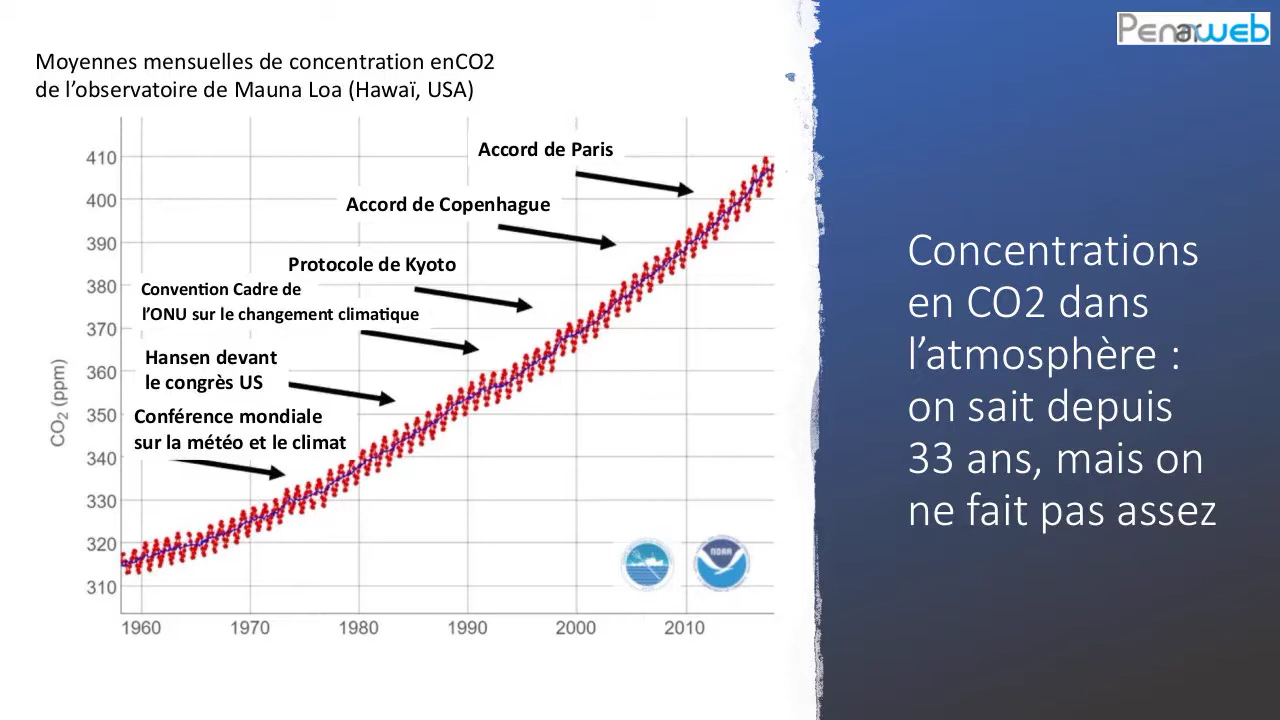 Penarweb
Moyennes mensuelles de concentration enCO2
de l’observatoire de Mauna Loa (Hawaï, USA)
Accord de Paris
Accord de Copenhague
Protocole de Kyoto
Convention Cadre de
l’ONU sur le changement climatique
Hansen devant
le congrès US
Conférence mondiale
sur la météo et le climat
CO2 (ppm)
410
400
390
380
370
360
350
340
330
320
310
1960 1970 1980 1990 2000 2010
NOAA
Concentrations
en CO2 dans
l’atmosphère :
on sait depuis
33 ans, mais on
ne fait pas assez